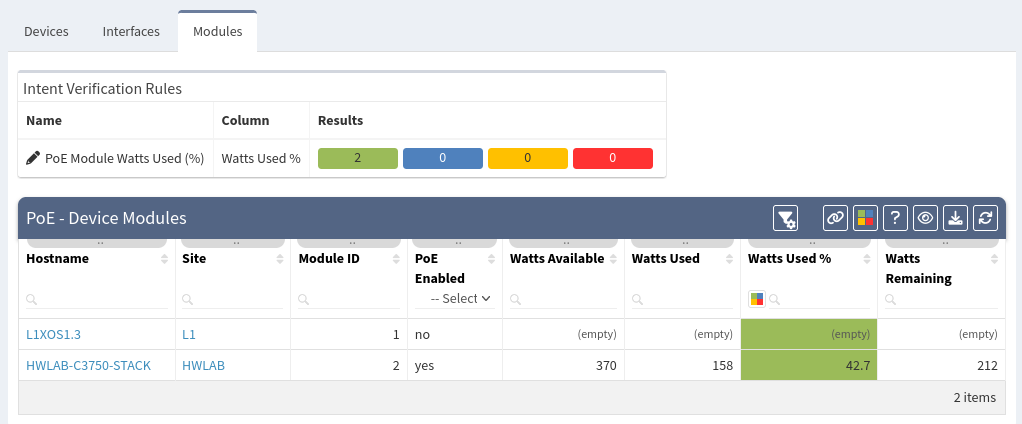 Devices Interfaces Modules
Intent Verification Rules
Name Column Results
PoE Module Watts Used (%) Watts Used % 2 0 0 0
PoE - Device Modules ?
Hostname Site Module ID PoE Enabled Watts Available Watts Used Watts Used % Watts Remaining
-- Select
L1XOS1.3 L1 1 no (empty) (empty) (empty) (empty)
HWLAB-C3750-STACK HWLAB 2 yes 370 158 42.7 212
2 items